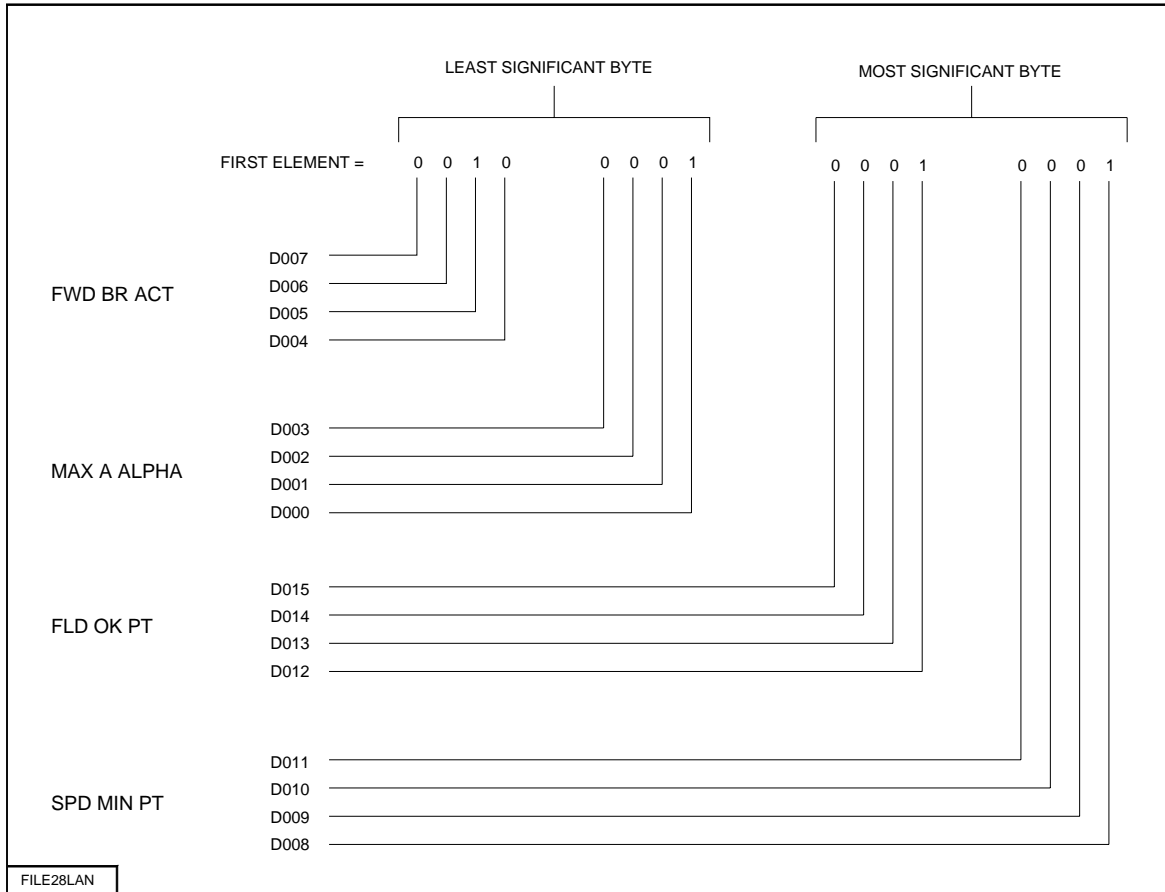 LEAST SIGNIFICANT BYTE
MOST SIGNIFICANT BYTE
FIRST ELEMENT = 0 0 1 0 0 0 0 1 0 0 0 1 0 0 0 1
FWD BR ACT
D007
D006
D005
D004
MAX A ALPHA
D003
D002
D001
D000
FLD OK PT
D015
D014
D013
D012
SPD MIN PT
D011
D010
D009
D008
FILE28LAN